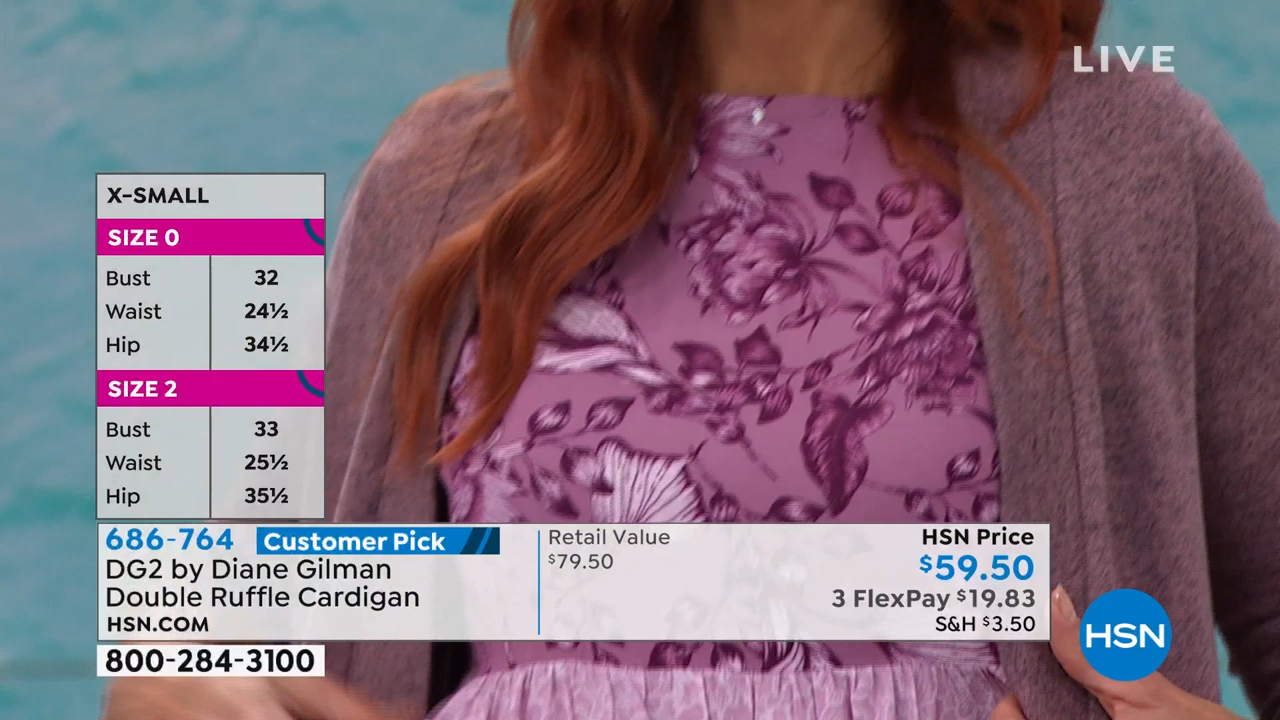 LIVE
X-SMALL
SIZE 0
Bust 32
Waist 24½
Hip 34½
SIZE 2
Bust 33
Waist 25½
Hip 35½
686-764 Customer Pick
DG2 by Diane Gilman
Double Ruffle Cardigan
HSN.COM
Retail Value
$79.50
HSN Price
$59.50
3 FlexPay $19.83
S&H $3.50
800-284-3100
HSN